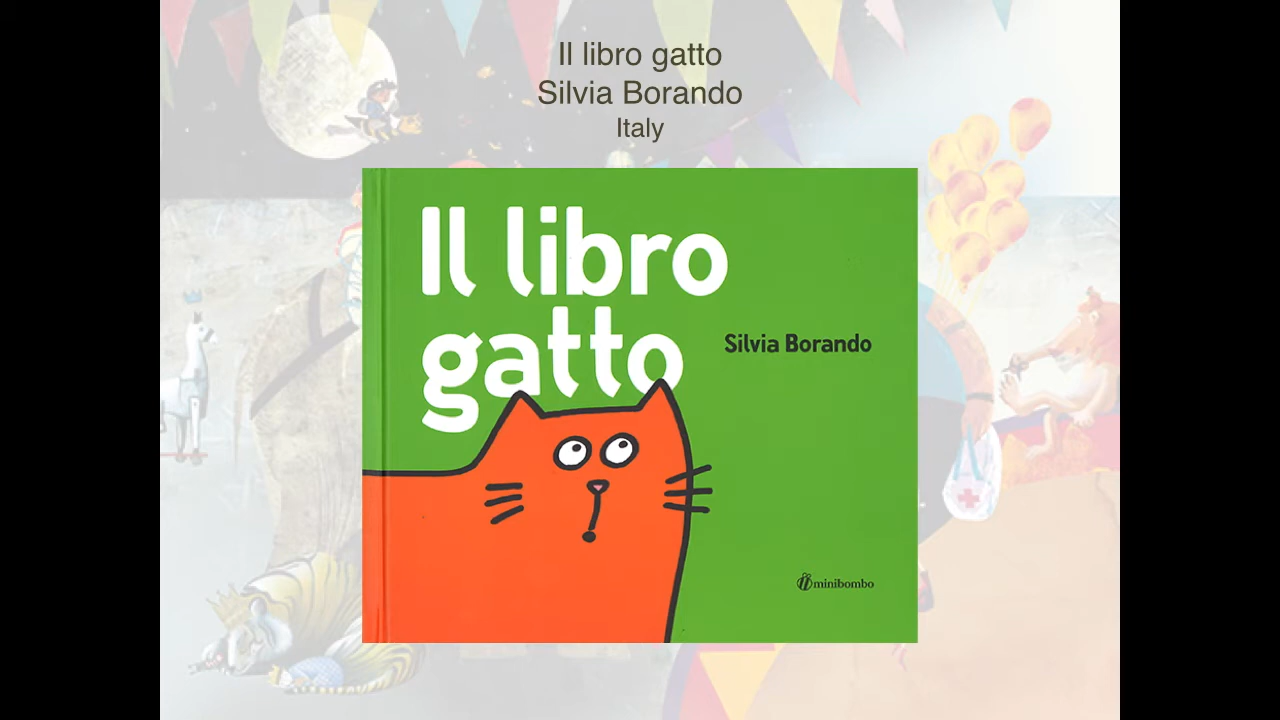 Il libro gatto
Silvia Borando
Italy
Il libro
gatto
Silvia Borando
minibombo